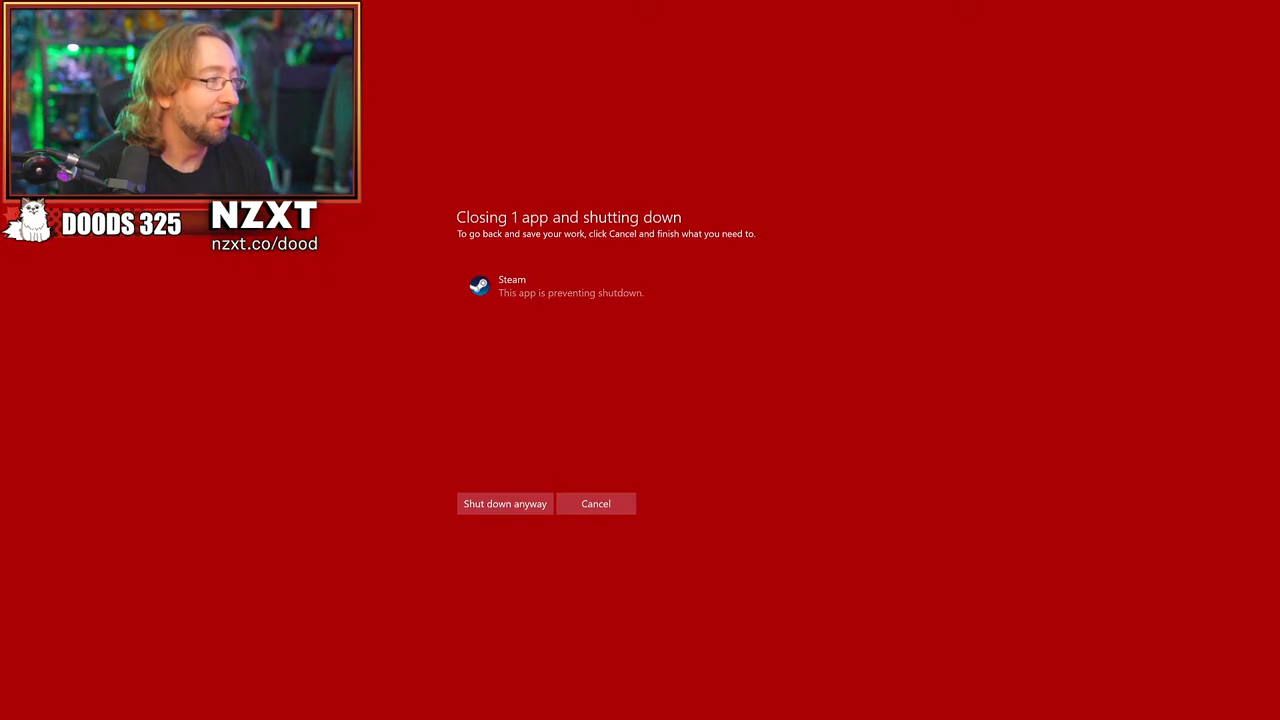 DOODS 325
NZXT
nzxt.co/dood
Closing 1 app and shutting down
To go back and save your work, click Cancel and finish what you need to.
Steam
This app is preventing shutdown.
Shut down anyway
Cancel